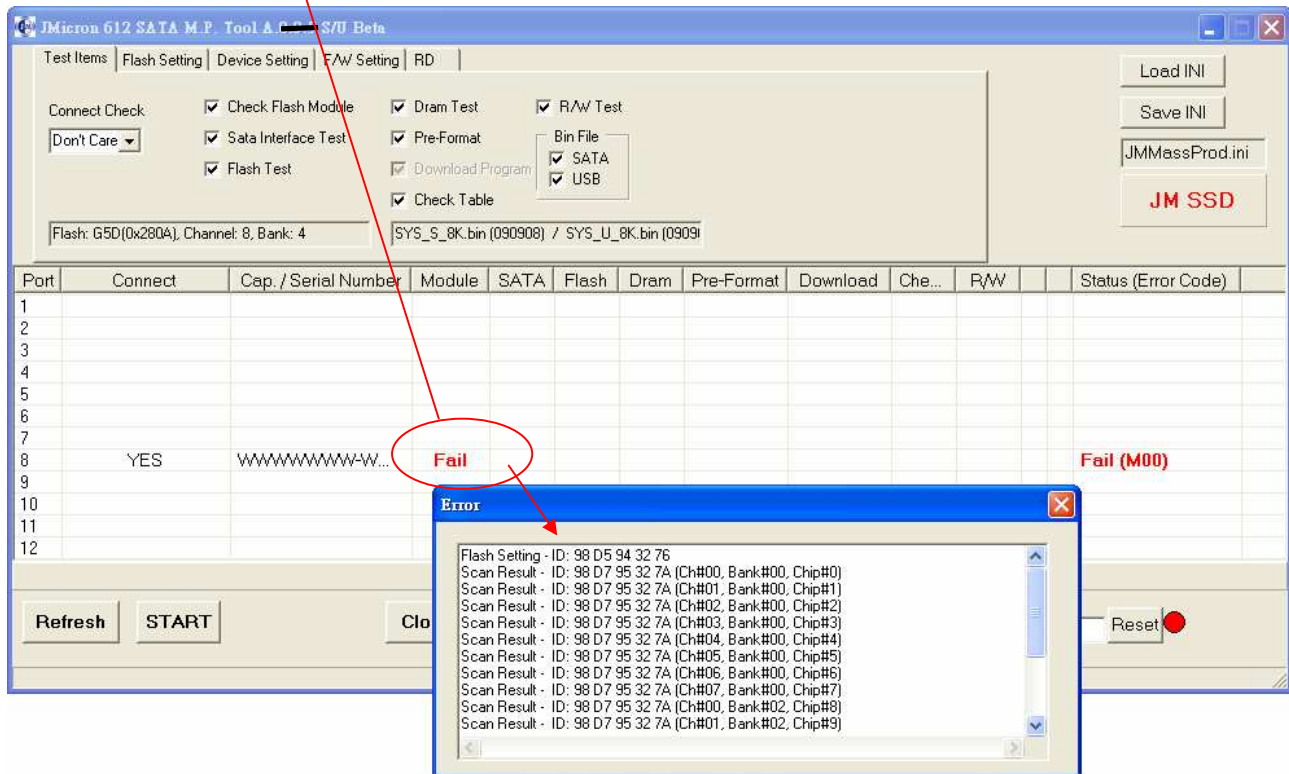 JMicron 612 SATA M.P. Tool S/U Beta
Test Items Flash Setting Device Setting F/W Setting RD
Load INI
Save INI
JMMassProd.ini
JM SSD
Connect Check
Don't Care
Check Flash Module
Sata Interface Test
Flash Test
Dram Test
Pre-Format
Download Program
Check Table
R/W Test
Bin File
SATA
USB
Flash: G5D(0x280A), Channel: 8, Bank: 4
SYS_S_8K.bin (090908) / SYS_U_8K.bin (0909
Port Connect Cap. / Serial Number Module SATA Flash Dram Pre-Format Download Che... R/W Status (Error Code)
1
2
3
4
5
6
7
8 YES WWWWWWWW-W... Fail Fail (M00)
9
10
11
12
Refresh START Clo Reset
Error
Flash Setting - ID: 98 D5 94 32 76
Scan Result - ID: 98 D7 95 32 7A (Ch#00, Bank#00, Chip#0)
Scan Result - ID: 98 D7 95 32 7A (Ch#01, Bank#00, Chip#1)
Scan Result - ID: 98 D7 95 32 7A (Ch#02, Bank#00, Chip#2)
Scan Result - ID: 98 D7 95 32 7A (Ch#03, Bank#00, Chip#3)
Scan Result - ID: 98 D7 95 32 7A (Ch#04, Bank#00, Chip#4)
Scan Result - ID: 98 D7 95 32 7A (Ch#05, Bank#00, Chip#5)
Scan Result - ID: 98 D7 95 32 7A (Ch#06, Bank#00, Chip#6)
Scan Result - ID: 98 D7 95 32 7A (Ch#07, Bank#00, Chip#7)
Scan Result - ID: 98 D7 95 32 7A (Ch#00, Bank#02, Chip#8)
Scan Result - ID: 98 D7 95 32 7A (Ch#01, Bank#02, Chip#9)